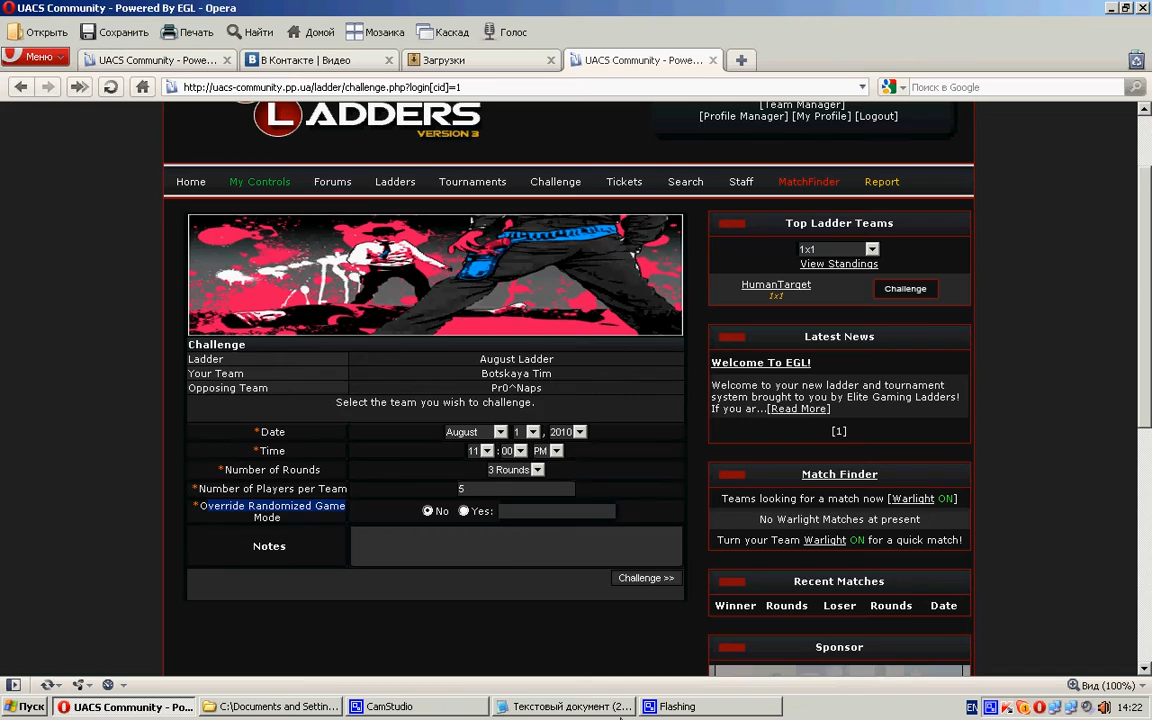 UACS Community - Powered By EGL - Opera
Открыть Сохранить Печать Найти Домой Мозаика Каскад Голос
Меню UACS Community - Powe... В Контакте | Видео Загрузки UACS Community - Powe...
http://uacs-community.pp.ua/ladder/challenge.php?login[cid]=1 Поиск в Google
LADDERS
VERSION 3
[Team Manager]
[Profile Manager] [My Profile] [Logout]
Home My Controls Forums Ladders Tournaments Challenge Tickets Search Staff MatchFinder Report
Challenge
Ladder August Ladder
Your Team Botskaya Tim
Opposing Team Pr0^Naps
Select the team you wish to challenge.
*Date August 1 , 2010
*Time 11 : 00 PM
*Number of Rounds 3 Rounds
*Number of Players per Team 5
*Override Randomized Game
Mode
No Yes:
Notes
Challenge >>
Top Ladder Teams
1x1
View Standings
HumanTarget
1x1
Challenge
Latest News
Welcome To EGL!
Welcome to your new ladder and tournament
system brought to you by Elite Gaming Ladders!
If you ar...[Read More]
[1]
Match Finder
Teams looking for a match now [Warlight ON]
No Warlight Matches at present
Turn your Team Warlight ON for a quick match!
Recent Matches
Winner Rounds Loser Rounds Date
Sponsor
Вид (100%)
Пуск UACS Community - Po... C:\Documents and Settin... CamStudio Текстовый документ (2... Flashing EN 14:22